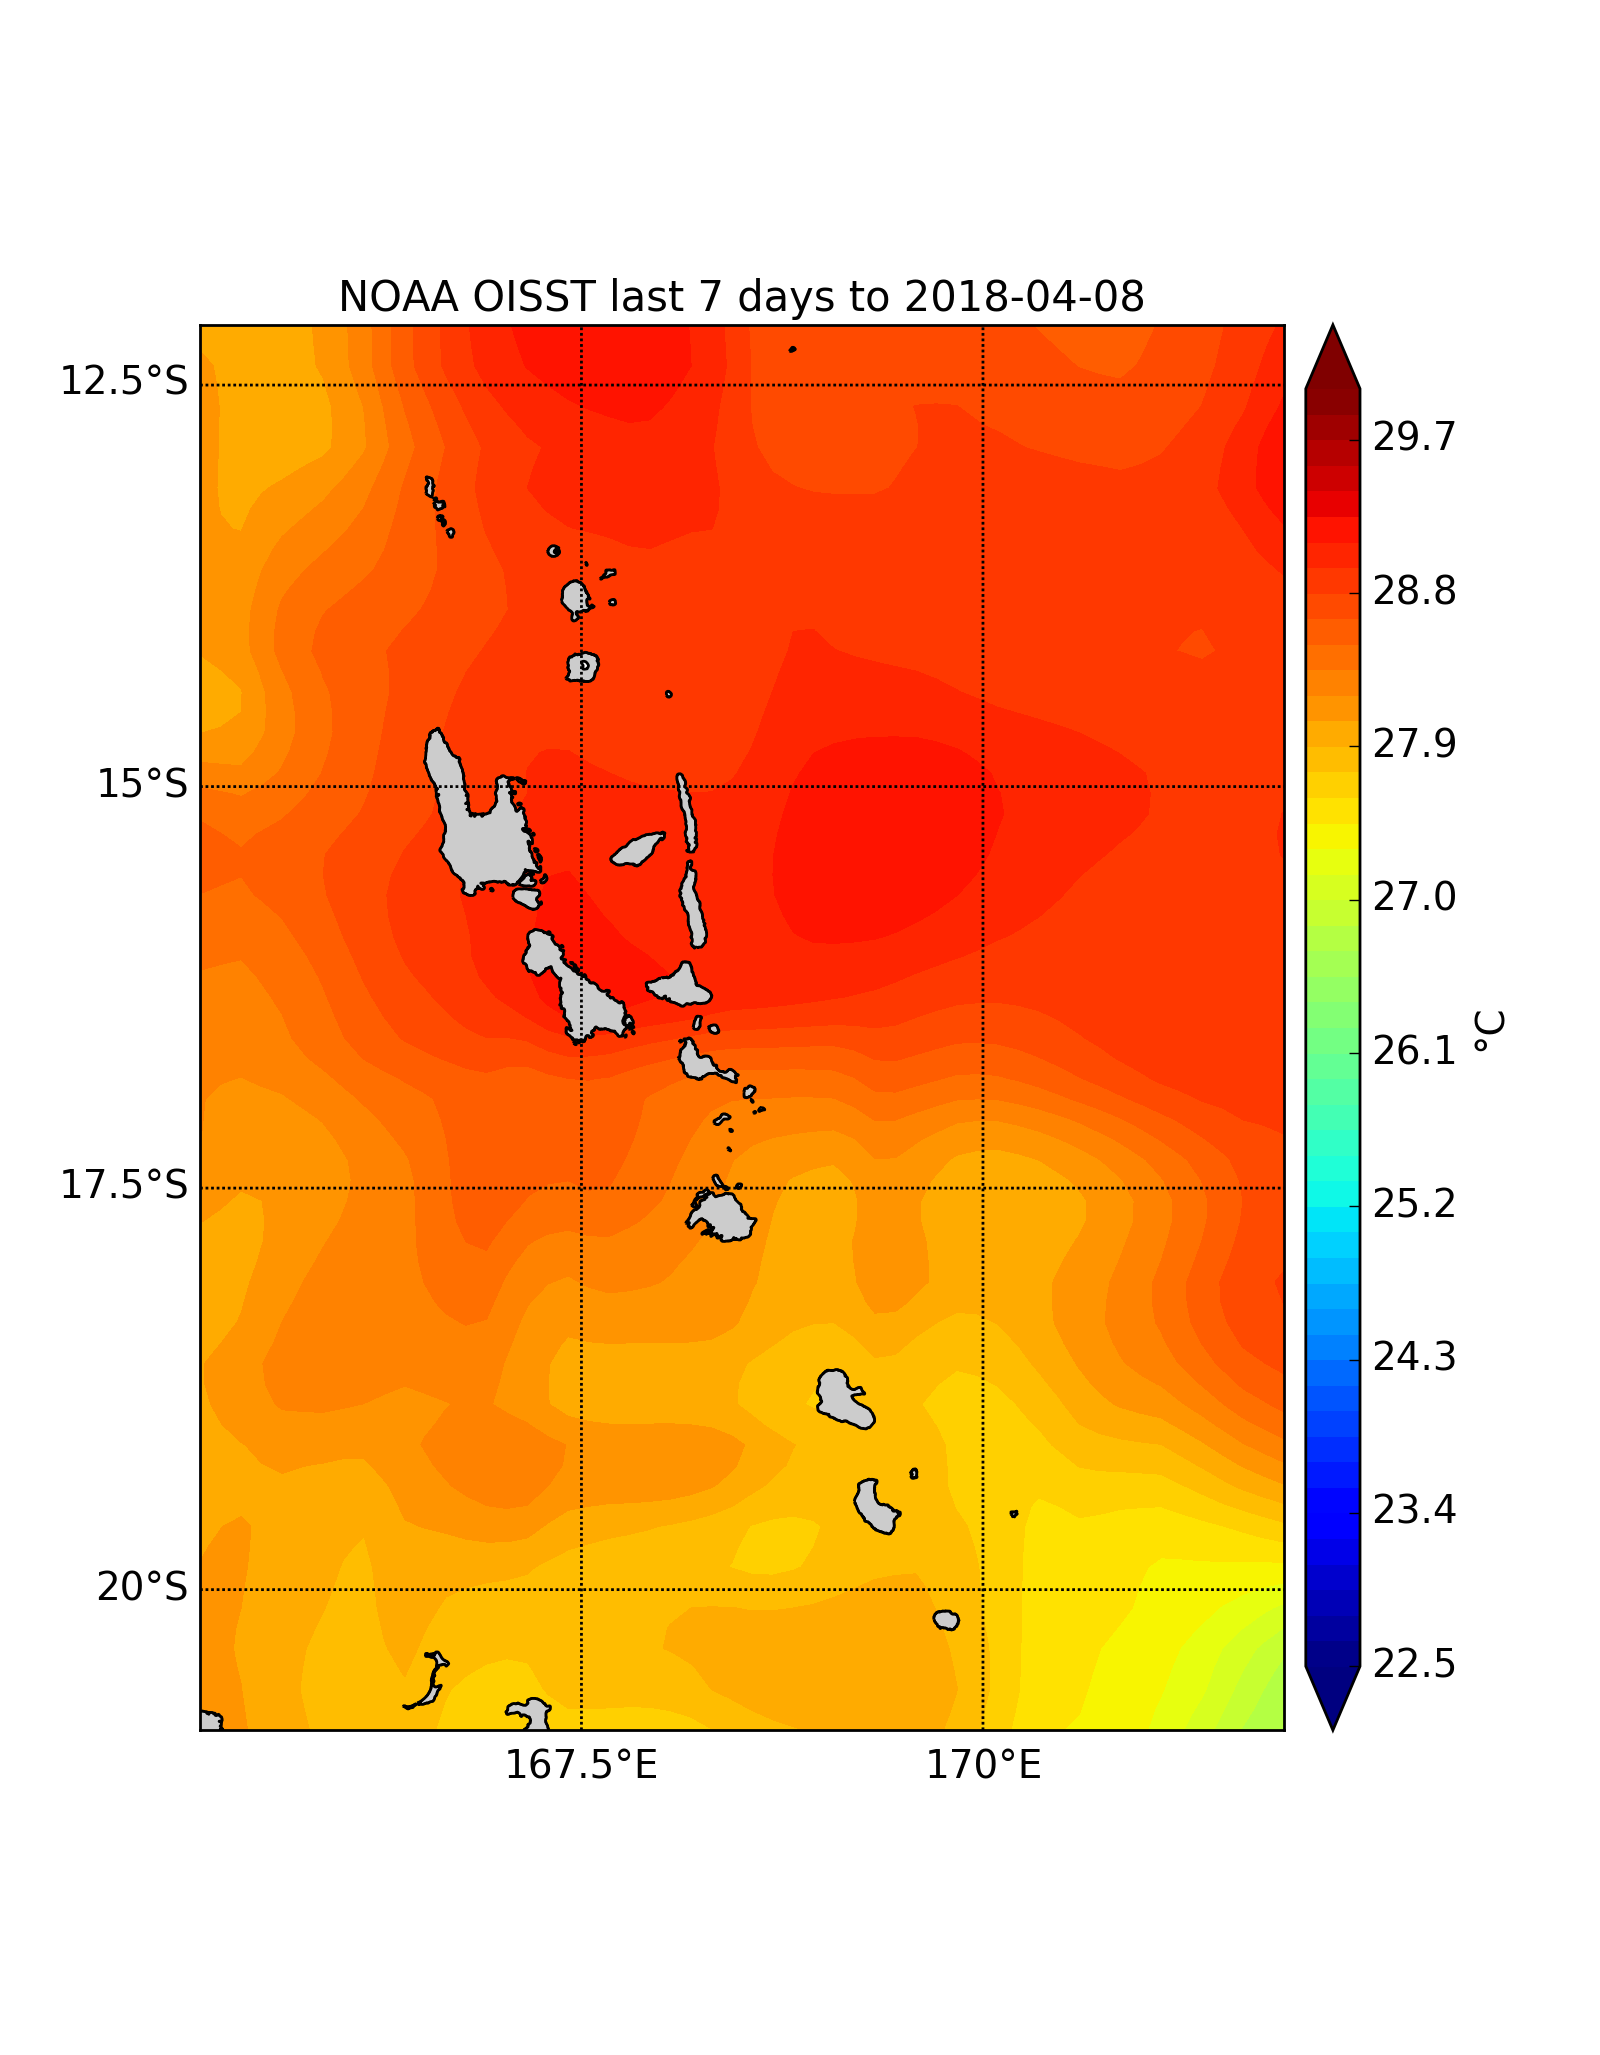 NOAA OISST last 7 days to 2018-04-08
12.5°S
15°S
17.5°S
20°S
167.5°E
170°E
29.7
28.8
27.9
27.0
26.1
25.2
24.3
23.4
22.5
°C